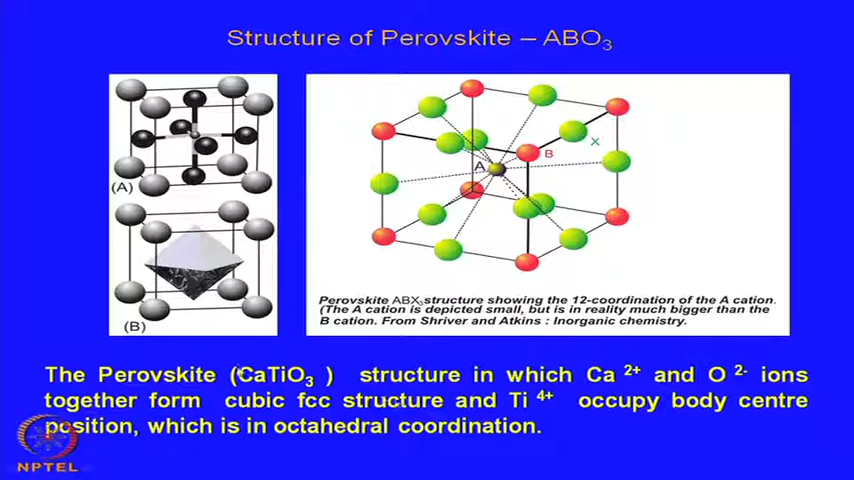 Structure of Perovskite – ABO₃
(A)
(B)
A
B
X
Perovskite ABX₃ structure showing the 12-coordination of the A cation.
(The A cation is depicted small, but is in reality much bigger than the
B cation. From Shriver and Atkins : Inorganic chemistry.
The Perovskite (CaTiO₃ ) structure in which Ca ²⁺ and O ²⁻ ions
together form cubic fcc structure and Ti ⁴⁺ occupy body centre
position, which is in octahedral coordination.
NPTEL